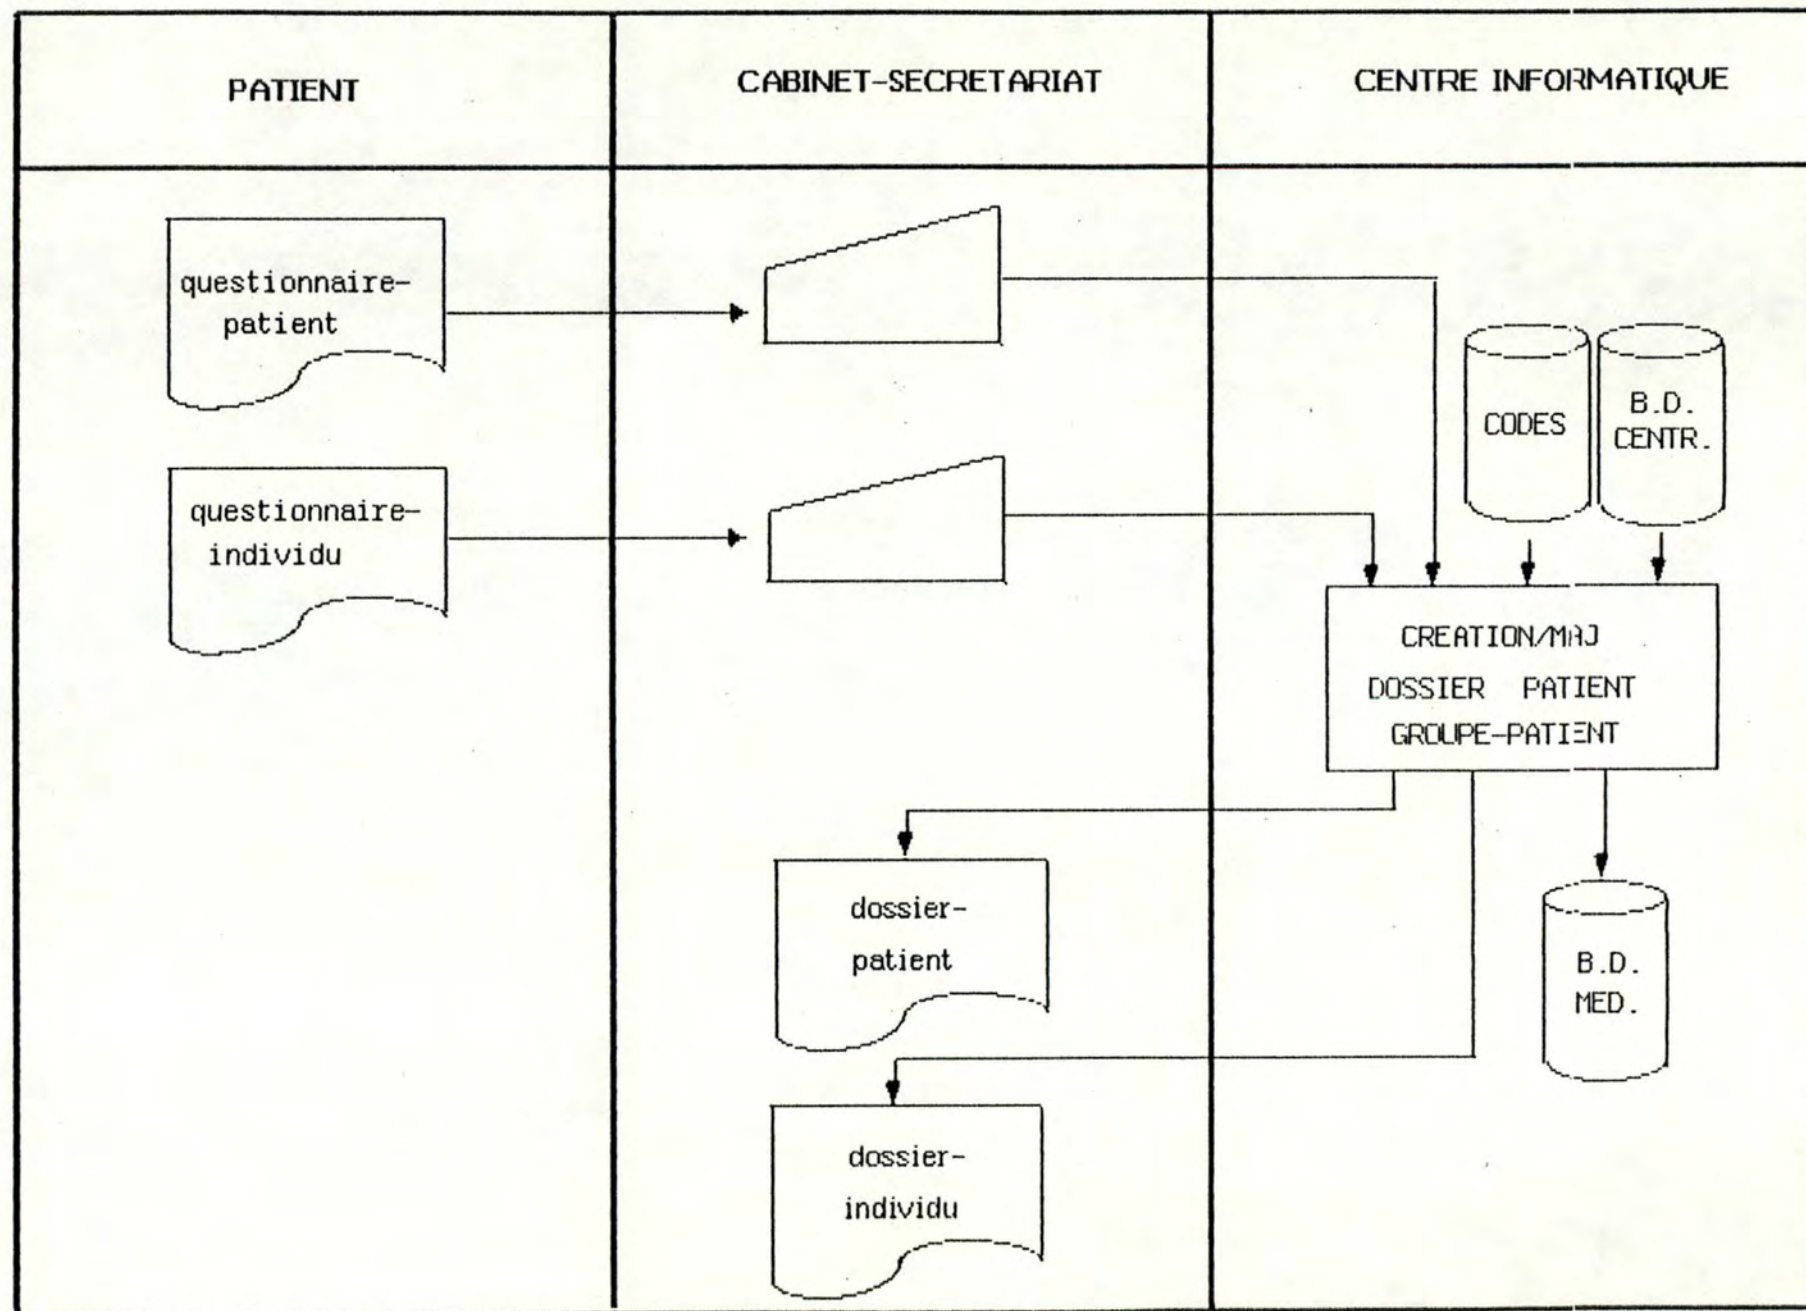 PATIENT
CABINET-SECRETARIAT
CENTRE INFORMATIQUE
questionnaire-
patient
CODES
B.D.
CENTR.
questionnaire-
individu
CREATION/MAJ
DOSSIER PATIENT
GROUPE-PATIENT
dossier-
patient
B.D.
MED.
dossier-
individu